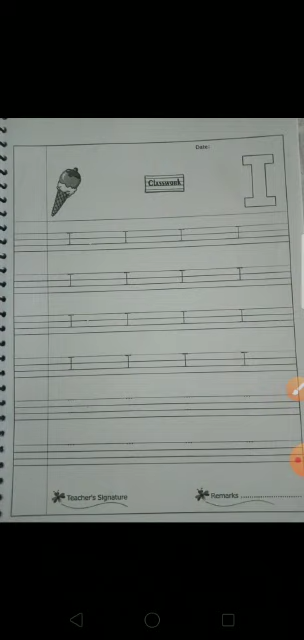 Date:
Classwork
I
I I I I
I I I I
I I I I
I I I I
Teacher's Signature
Remarks ................